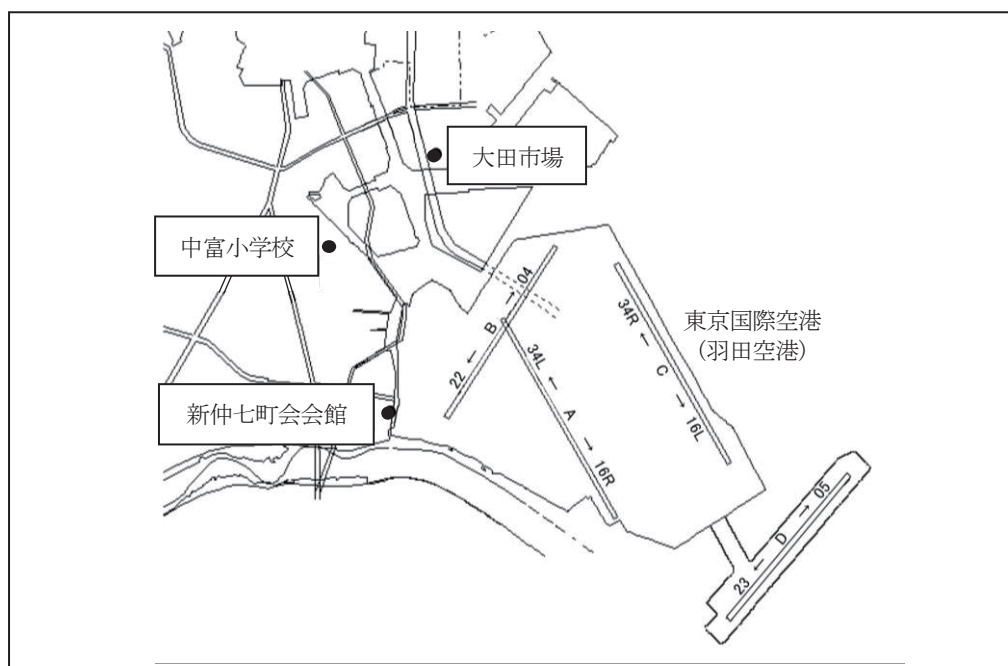 大田市場
中富小学校
東京国際空港
(羽田空港)
新仲七町会会館
04
B
22
34L
A
16R
34R
C
16L
05
D
23